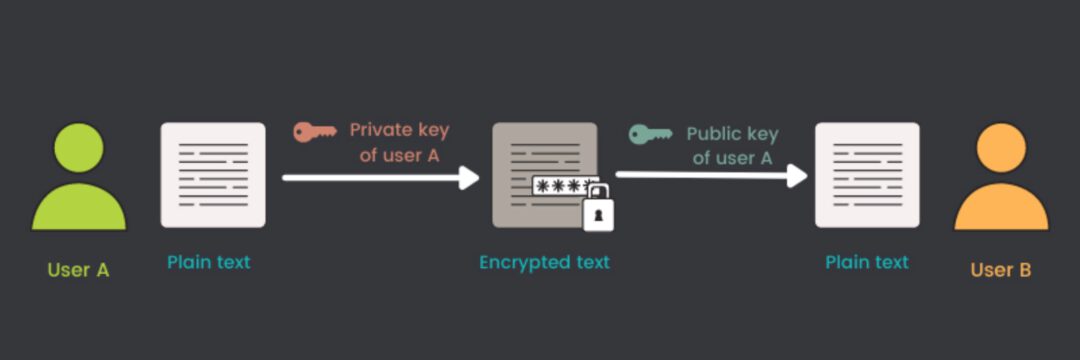 Private key
of user A
Public key
of user A
****
User A
Plain text
Encrypted text
Plain text
User B